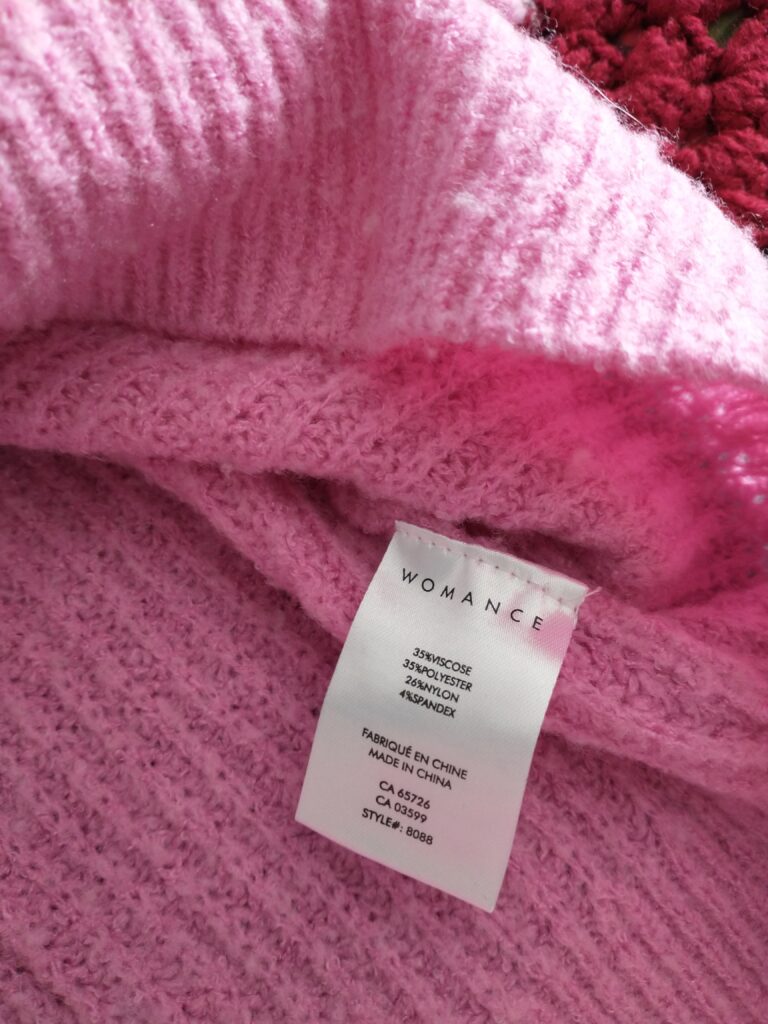 WOMANCE
35%VISCOSE
35%POLYESTER
26%NYLON
4%SPANDEX
FABRIQUÉ EN CHINE
MADE IN CHINA
CA 65726
CA 03599
STYLE#: 8088